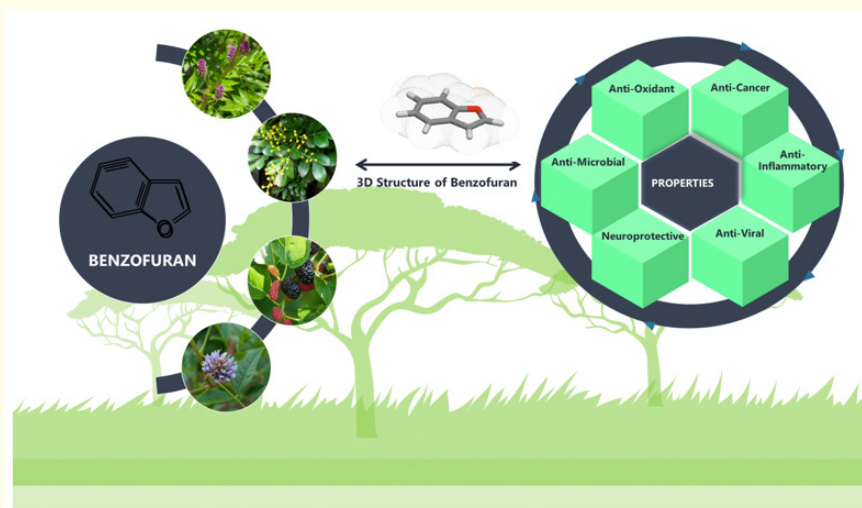 O
BENZOFURAN
3D Structure of Benzofuran
Anti-Oxidant
Anti-Cancer
Anti-Microbial
Anti-
Inflammatory
PROPERTIES
Neuroprotective
Anti-Viral